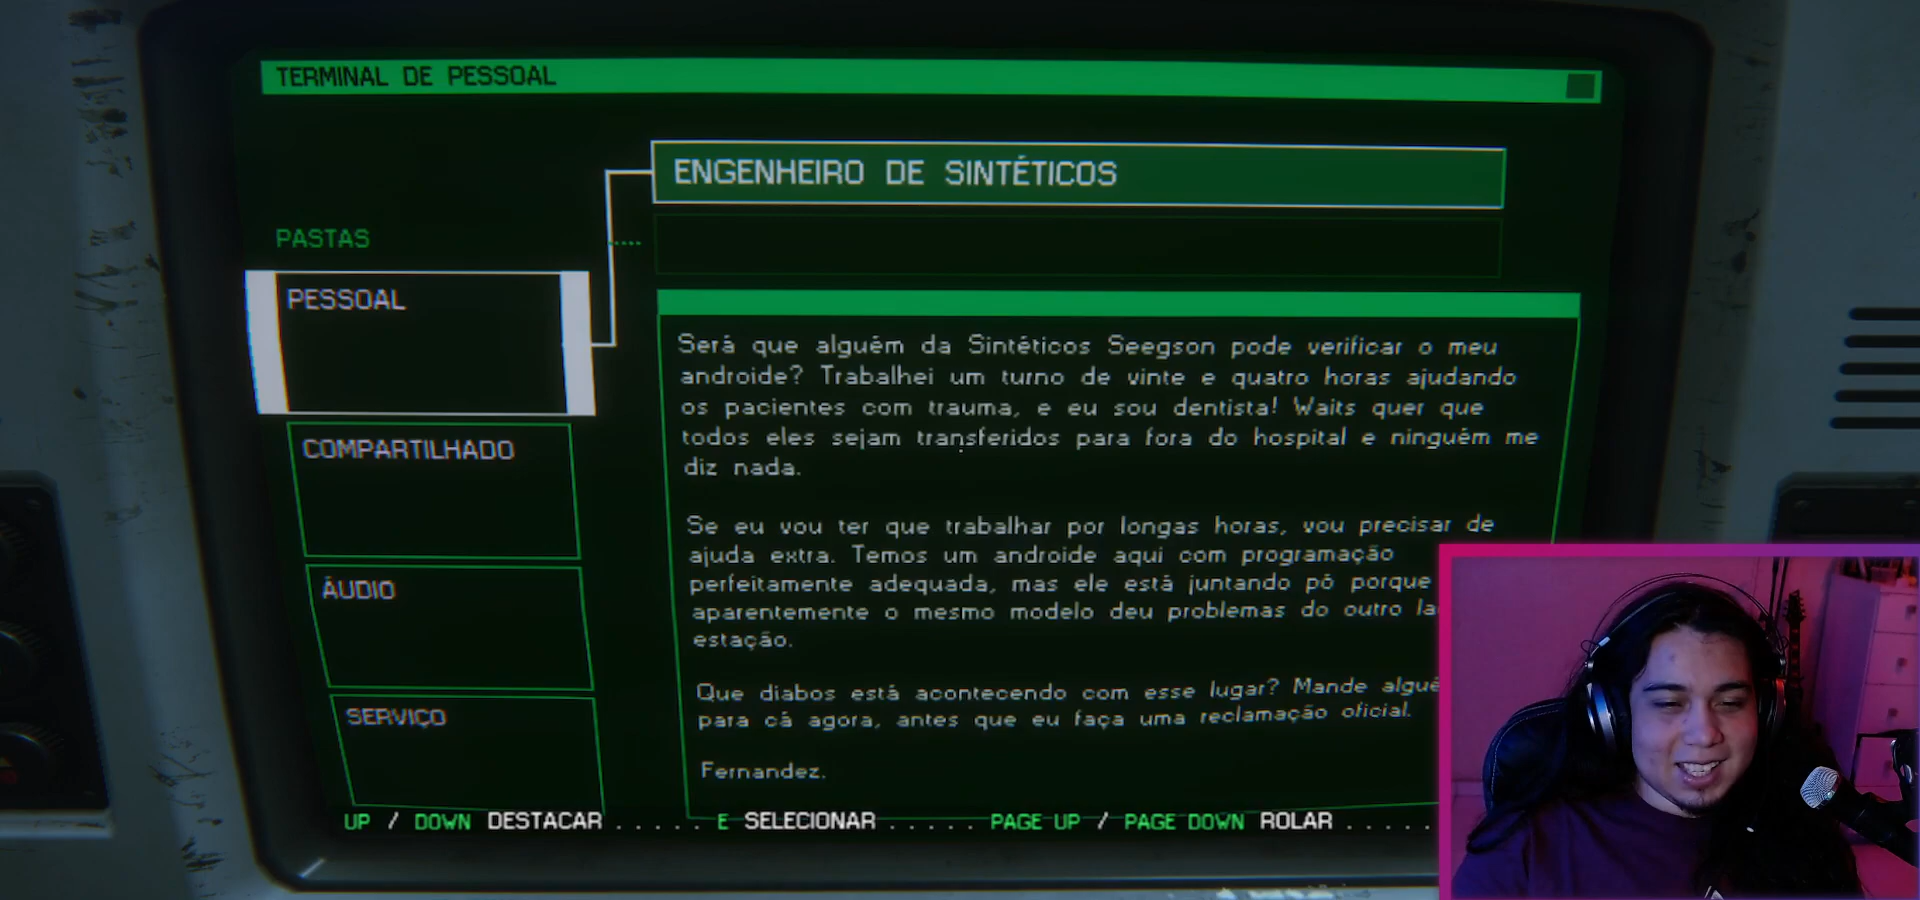 TERMINAL DE PESSOAL
ENGENHEIRO DE SINTÉTICOS
PASTAS
PESSOAL
COMPARTILHADO
ÁUDIO
SERVIÇO
Será que alguém da Sintéticos Seegson pode verificar o meu
androide? Trabalhei um turno de vinte e quatro horas ajudando
os pacientes com trauma, e eu sou dentista! Waits quer que
todos eles sejam transferidos para fora do hospital e ninguém me
diz nada.
Se eu vou ter que trabalhar por longas horas, vou precisar de
ajuda extra. Temos um androide aqui com programação
perfeitamente adequada, mas ele está juntando pó porque
aparentemente o mesmo modelo deu problemas do outro
estação.
Que diabos está acontecendo com esse lugar? Mande
para cá agora, antes que eu faça uma reclamação oficial.
Fernandez.
UP / DOWN DESTACAR ..... E SELECIONAR ..... PAGE UP / PAGE DOWN ROLAR .....